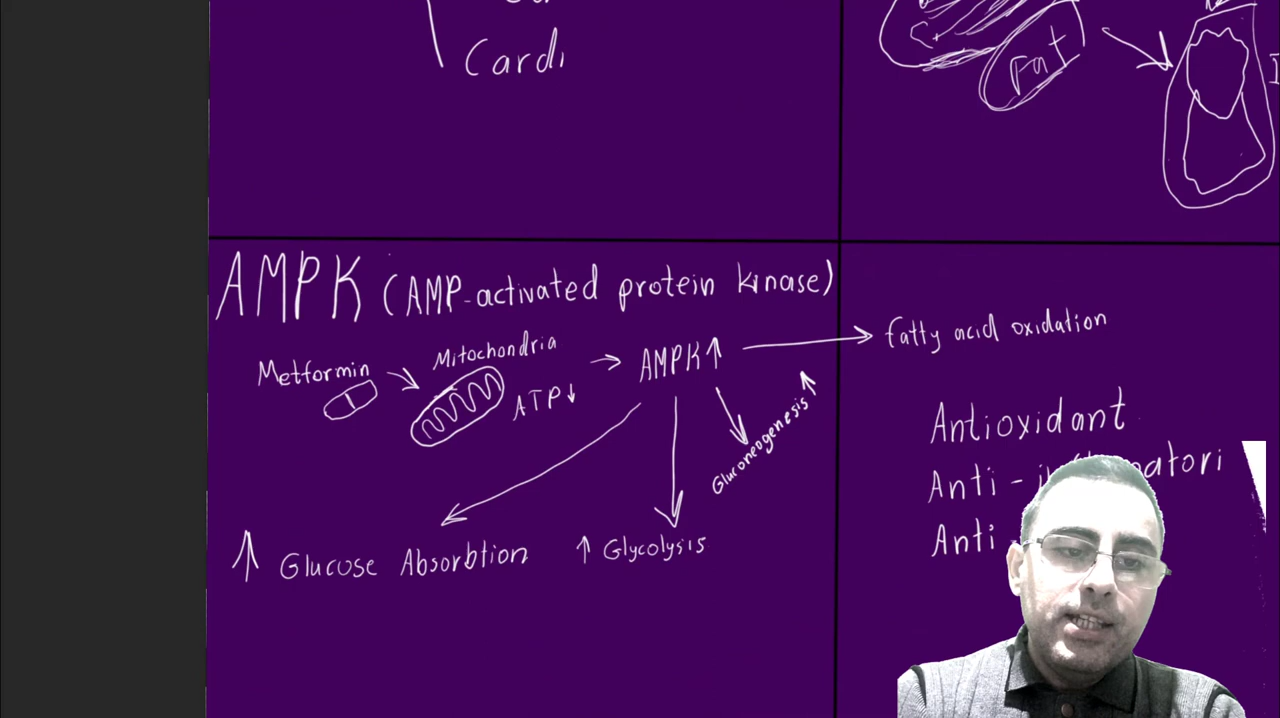 Cardi
Fat
AMPK (AMP-activated protein kinase)
Metformin
Mitochondria
ATP↓
AMPK↑
fatty acid oxidation
Gluconeogenesis ↑
↑ Glucose Absorbtion
↑ Glycolysis
Antioxidant
Anti-
Anti